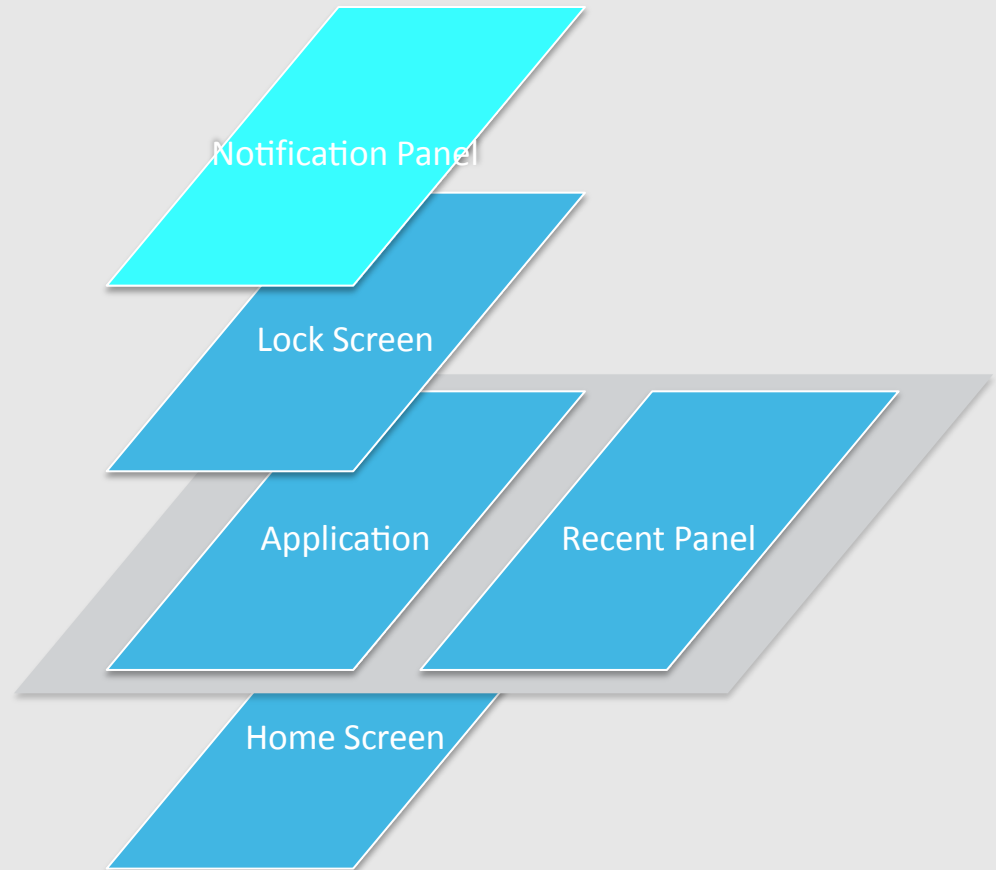 Notification Panel
Lock Screen
Application
Recent Panel
Home Screen